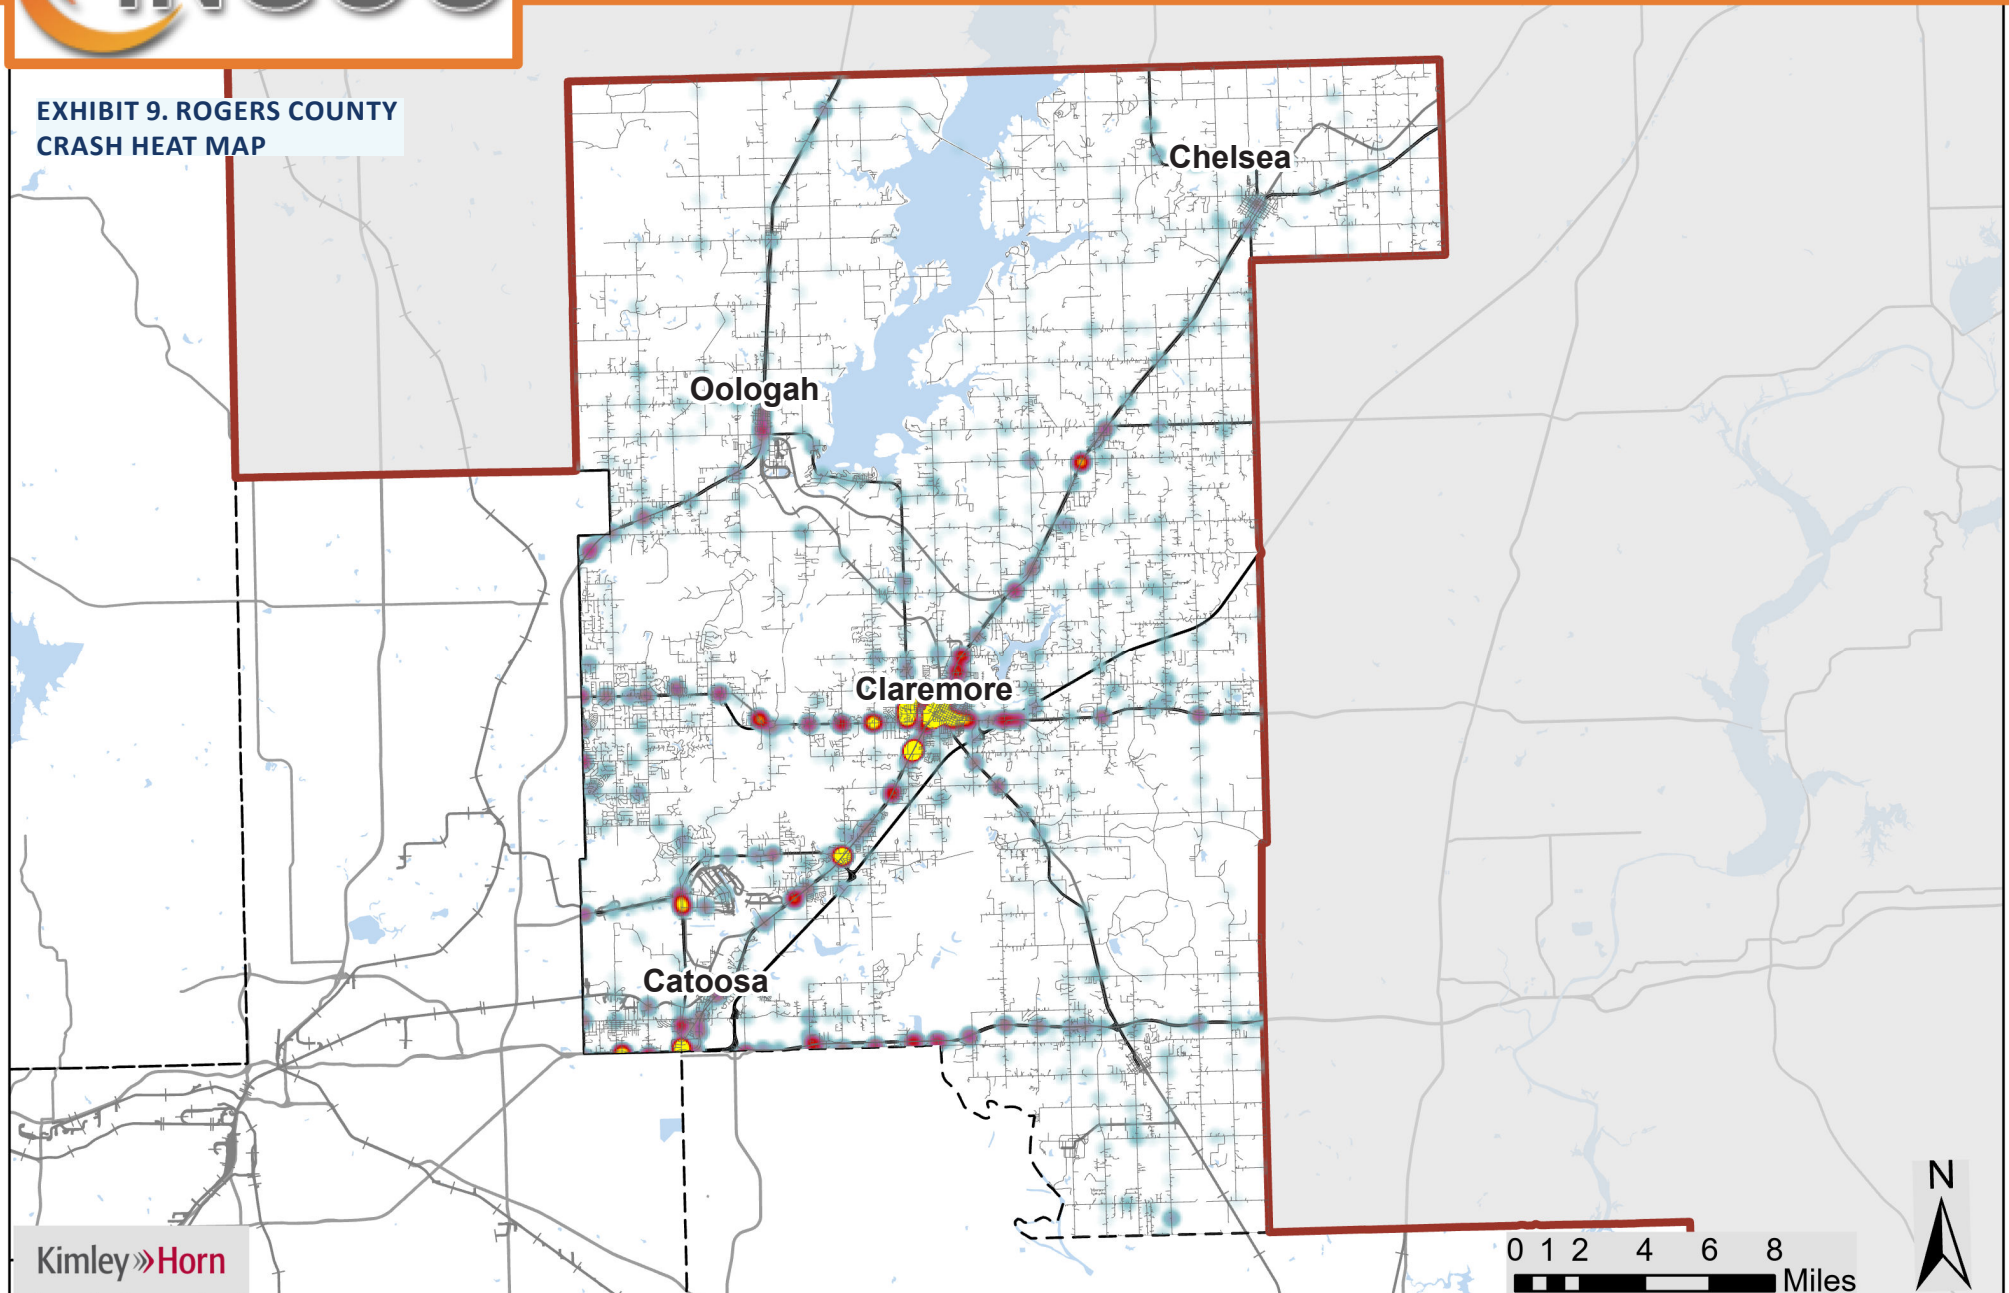 INCOG
EXHIBIT 9. ROGERS COUNTY
CRASH HEAT MAP
Chelsea
Oologah
Claremore
Catoosa
N
0 1 2 4 6 8
Miles
Kimley»Horn